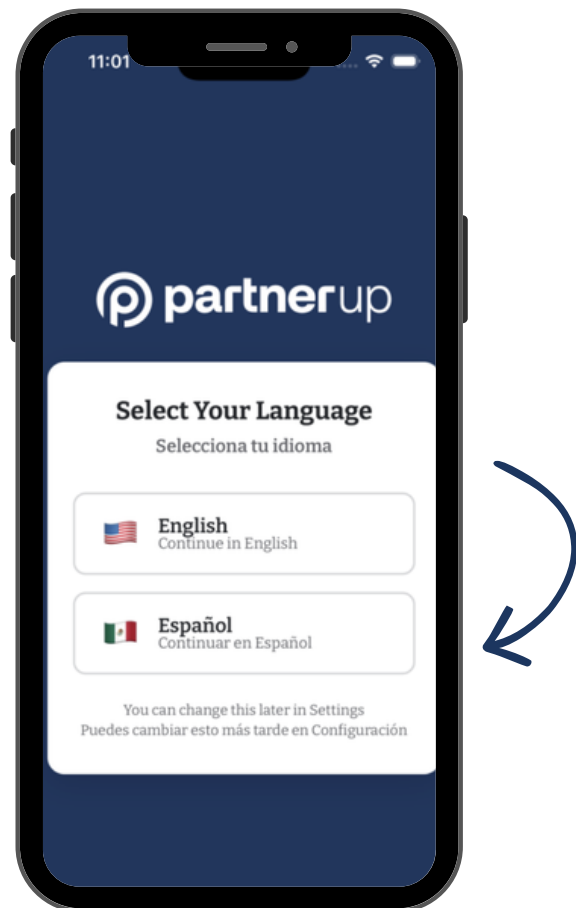 11:01
partnerup
Select Your Language
Selecciona tu idioma
English
Continue in English
Español
Continuar en Español
You can change this later in Settings
Puedes cambiar esto más tarde en Configuración